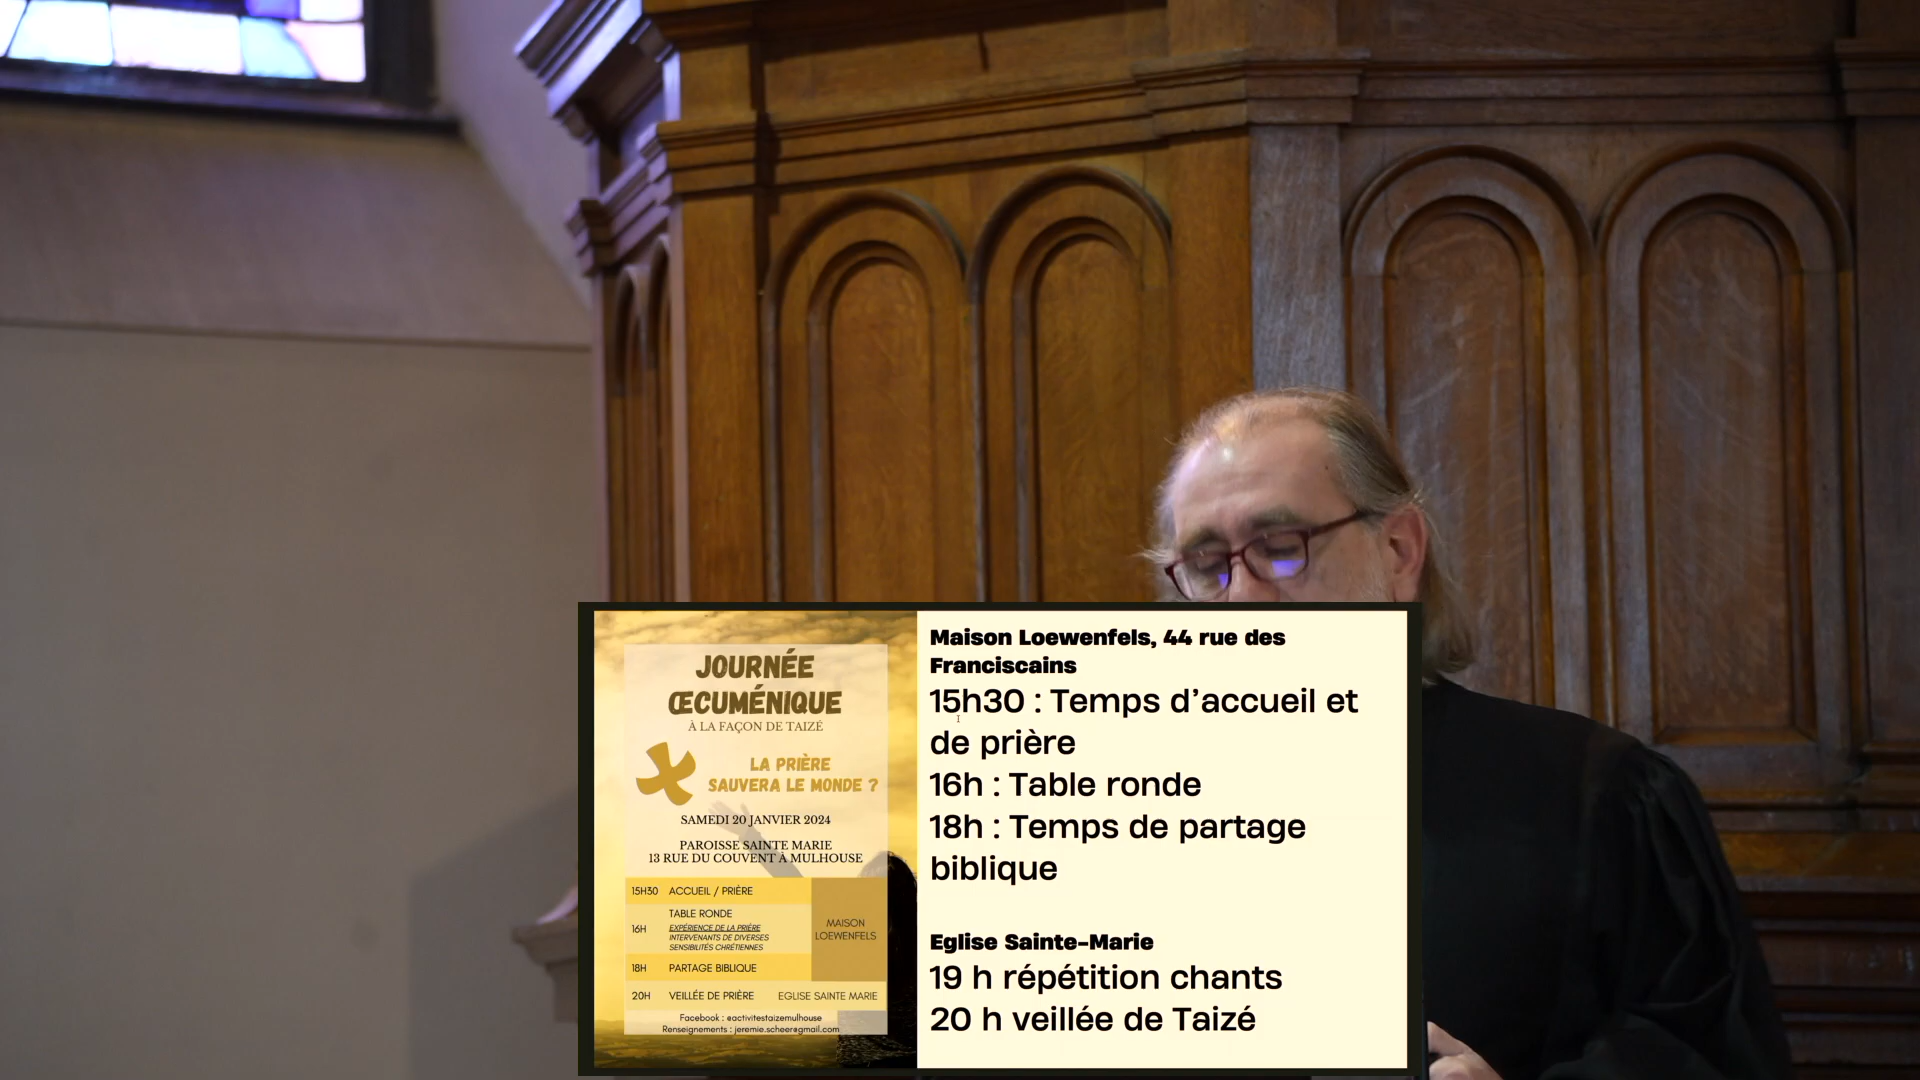 JOURNÉE
ŒCUMÉNIQUE
À LA FAÇON DE TAIZÉ
LA PRIÈRE
SAUVERA LE MONDE ?
SAMEDI 20 JANVIER 2024
PAROISSE SAINTE MARIE
13 RUE DU COUVENT À MULHOUSE
15H30 ACCUEIL / PRIÈRE
TABLE RONDE
16H EXPÉRIENCE DE LA PRIÈRE
INTERVENANTS DE DIVERSES
SENSIBILITÉS CHRÉTIENNES
MAISON
LOEWENFELS
18H PARTAGE BIBLIQUE
20H VEILLÉE DE PRIÈRE EGLISE SAINTE MARIE
Facebook : @activitestaizemulhouse
Renseignements : jeremie.scheer@gmail.com
Maison Loewenfels, 44 rue des
Franciscains
15h30 : Temps d’accueil et
de prière
16h : Table ronde
18h : Temps de partage
biblique
Eglise Sainte-Marie
19 h répétition chants
20 h veillée de Taizé